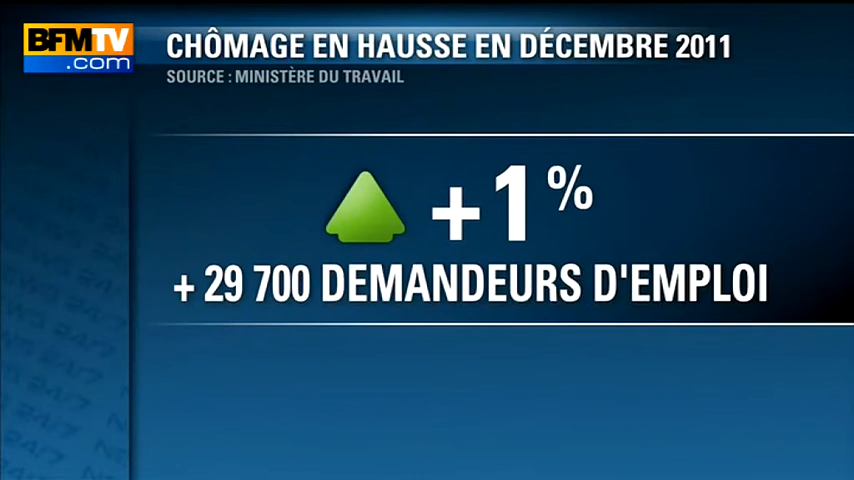 BFMTV
.com
CHÔMAGE EN HAUSSE EN DÉCEMBRE 2011
SOURCE : MINISTÈRE DU TRAVAIL
+1%
+ 29 700 DEMANDEURS D'EMPLOI